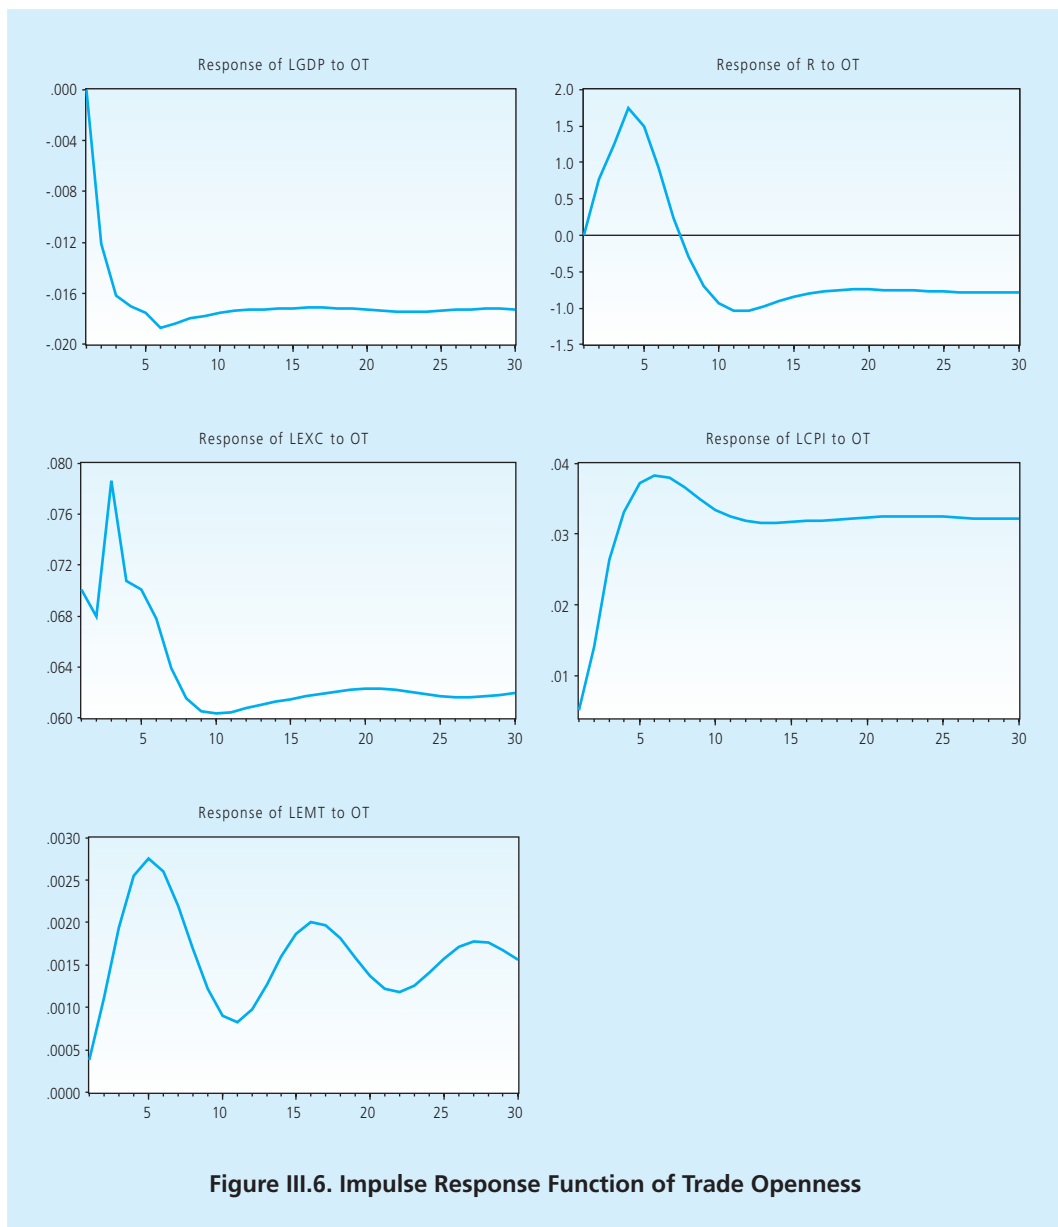 Response of LGDP to OT
.000
-.004
-.008
-.012
-.016
-.020
5 10 15 20 25 30
Response of R to OT
2.0
1.5
1.0
0.5
0.0
-0.5
-1.0
-1.5
5 10 15 20 25 30
Response of LEXC to OT
.080
.076
.072
.068
.064
.060
5 10 15 20 25 30
Response of LCPI to OT
.04
.03
.02
.01
5 10 15 20 25 30
Response of LEMT to OT
.0030
.0025
.0020
.0015
.0010
.0005
.0000
5 10 15 20 25 30
Figure III.6. Impulse Response Function of Trade Openness